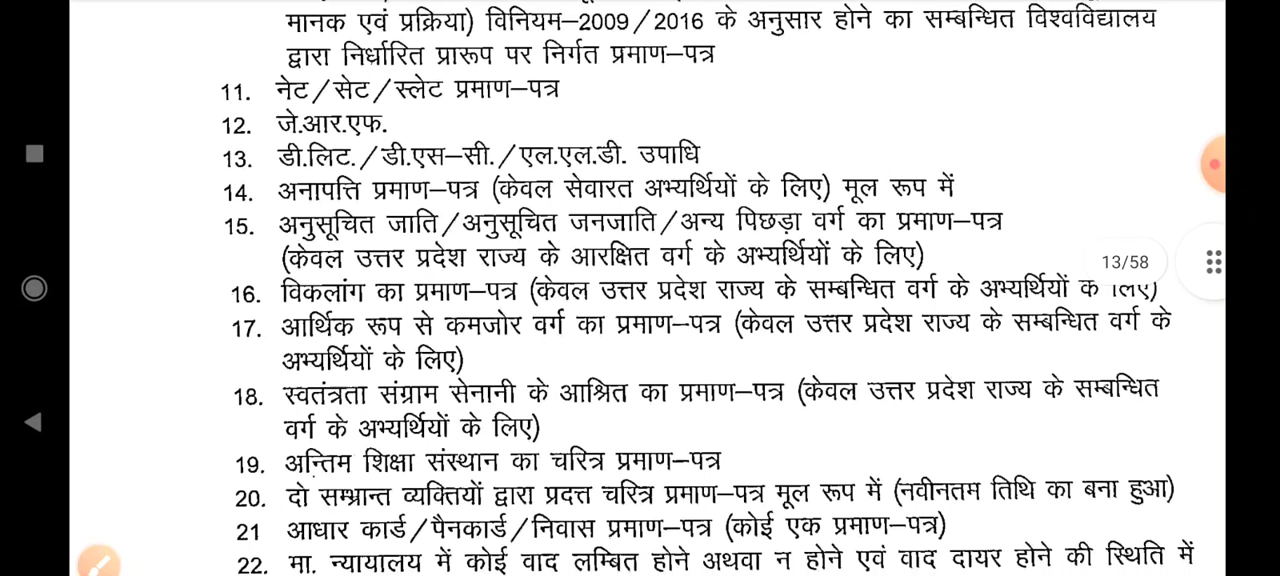 मानक एवं प्रक्रिया) विनियम–2009/2016 के अनुसार होने का सम्बन्धित विश्वविद्यालय
द्वारा निर्धारित प्रारूप पर निर्गत प्रमाण–पत्र
11. नेट/सेट/स्लेट प्रमाण–पत्र
12. जे.आर.एफ.
13. डी.लिट./डी.एस–सी./एल.एल.डी. उपाधि
14. अनापत्ति प्रमाण–पत्र (केवल सेवारत अभ्यर्थियों के लिए) मूल रूप में
15. अनुसूचित जाति/अनुसूचित जनजाति/अन्य पिछड़ा वर्ग का प्रमाण–पत्र
(केवल उत्तर प्रदेश राज्य के आरक्षित वर्ग के अभ्यर्थियों के लिए)
13/58
16. विकलांग का प्रमाण–पत्र (केवल उत्तर प्रदेश राज्य के सम्बन्धित वर्ग के अभ्यर्थियों के लिए)
17. आर्थिक रूप से कमजोर वर्ग का प्रमाण–पत्र (केवल उत्तर प्रदेश राज्य के सम्बन्धित वर्ग के
अभ्यर्थियों के लिए)
18. स्वतंत्रता संग्राम सेनानी के आश्रित का प्रमाण–पत्र (केवल उत्तर प्रदेश राज्य के सम्बन्धित
वर्ग के अभ्यर्थियों के लिए)
19. अन्तिम शिक्षा संस्थान का चरित्र प्रमाण–पत्र
20. दो सम्भ्रान्त व्यक्तियों द्वारा प्रदत्त चरित्र प्रमाण–पत्र मूल रूप में (नवीनतम तिथि का बना हुआ)
21 आधार कार्ड/पैनकार्ड/निवास प्रमाण–पत्र (कोई एक प्रमाण–पत्र)
22. मा. न्यायालय में कोई वाद लम्बित होने अथवा न होने एवं वाद दायर होने की स्थिति में